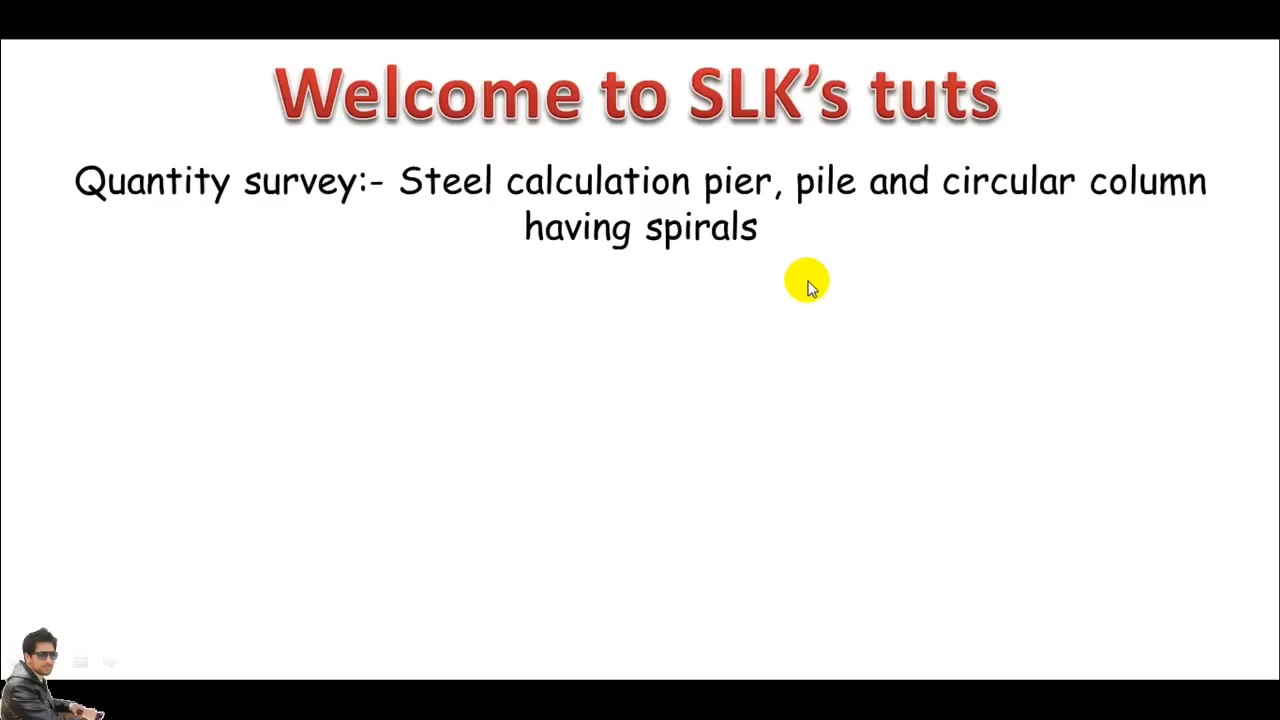 Welcome to SLK’s tuts
Quantity survey:- Steel calculation pier, pile and circular column
having spirals